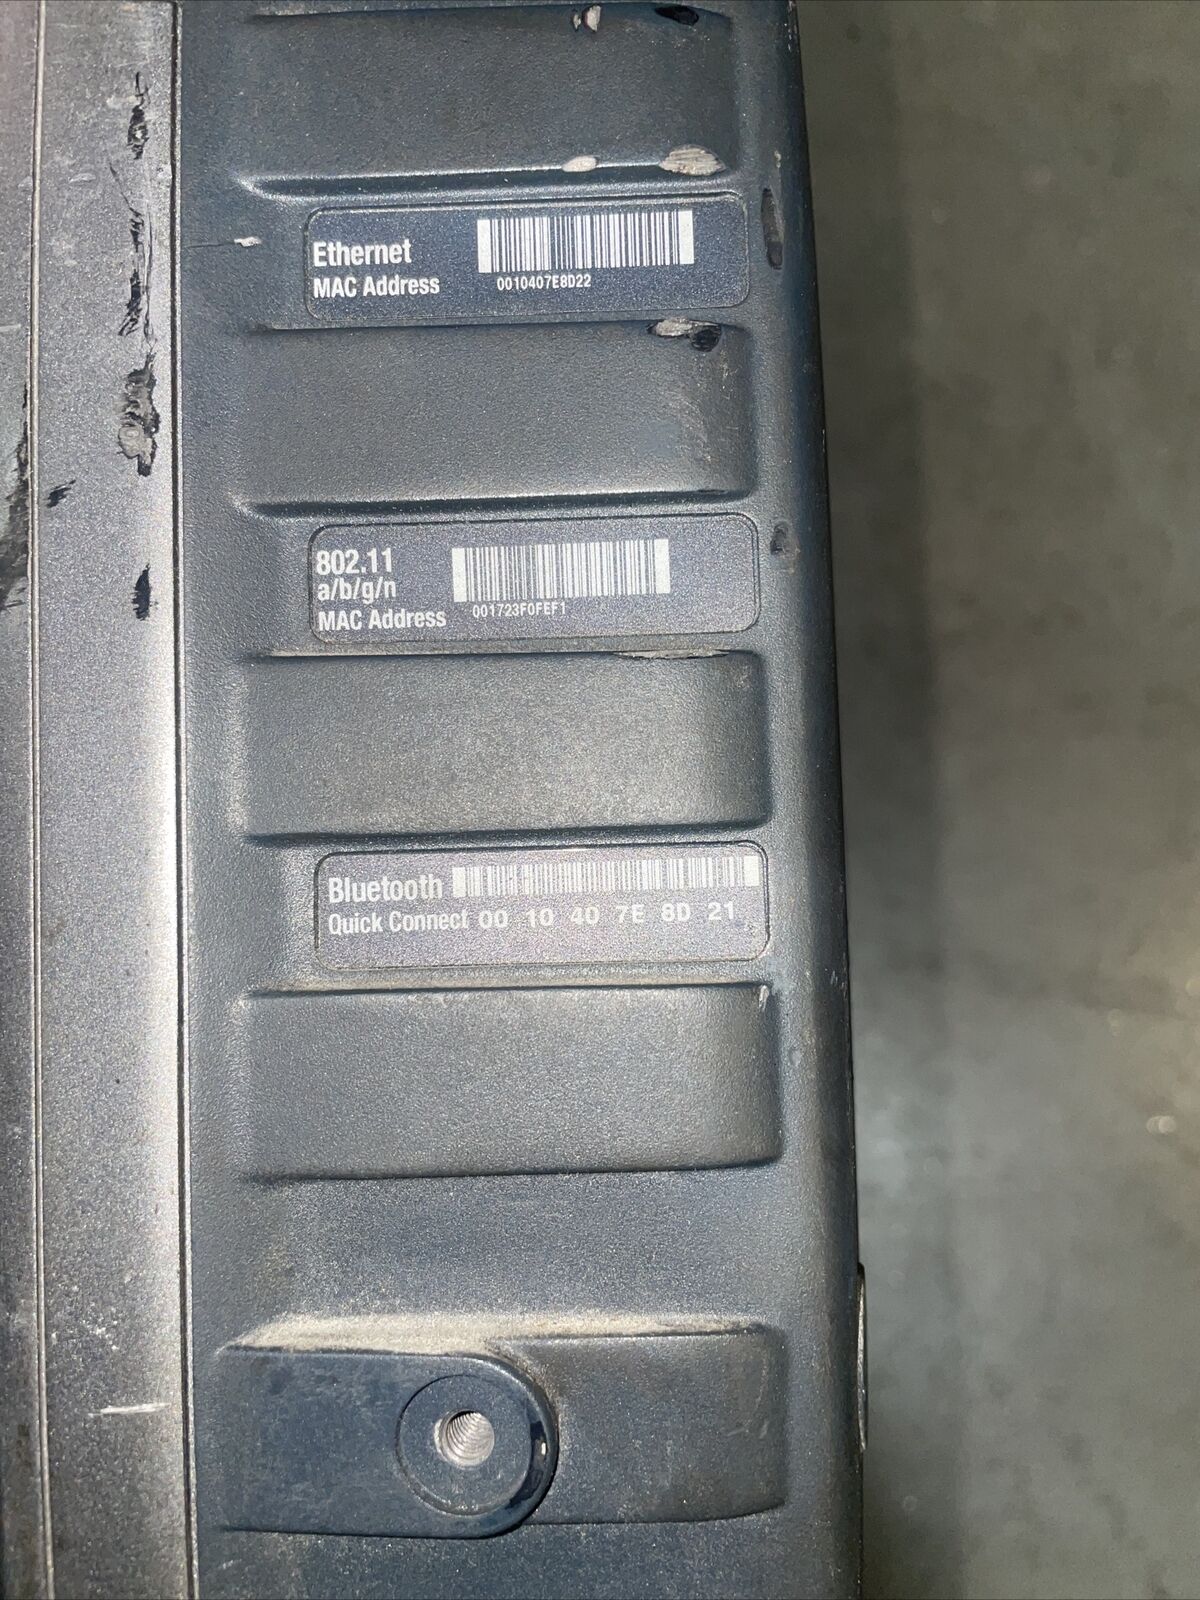 Ethernet
MAC Address
0010407E8D22
802.11
a/b/g/n
MAC Address
001723F0FEF1
Bluetooth
Quick Connect 00 10 40 7E 8D 21